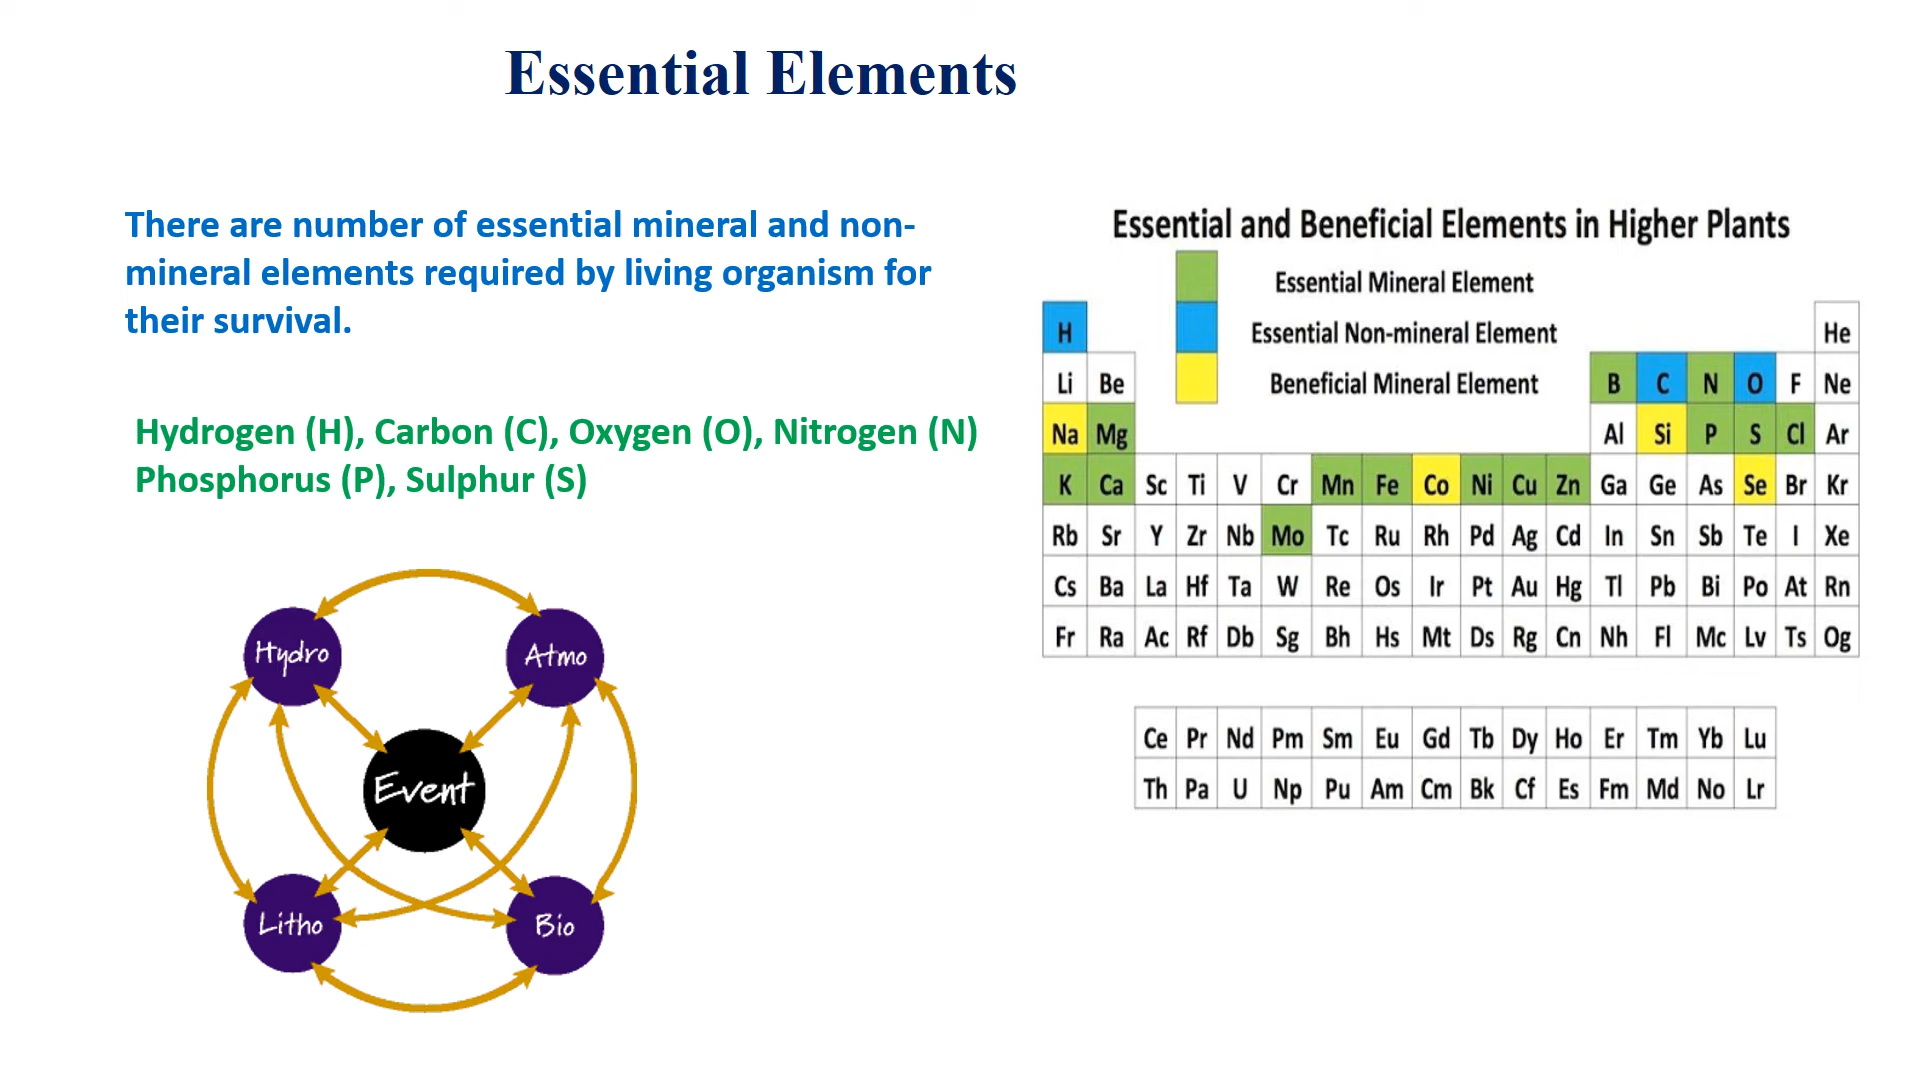 Essential Elements
There are number of essential mineral and non-
mineral elements required by living organism for
their survival.
Hydrogen (H), Carbon (C), Oxygen (O), Nitrogen (N)
Phosphorus (P), Sulphur (S)
Hydro
Atmo
Event
Litho
Bio
Essential and Beneficial Elements in Higher Plants
Essential Mineral Element
Essential Non-mineral Element
Beneficial Mineral Element
H He
Li Be B C N O F Ne
Na Mg Al Si P S Cl Ar
K Ca Sc Ti V Cr Mn Fe Co Ni Cu Zn Ga Ge As Se Br Kr
Rb Sr Y Zr Nb Mo Tc Ru Rh Pd Ag Cd In Sn Sb Te I Xe
Cs Ba La Hf Ta W Re Os Ir Pt Au Hg Tl Pb Bi Po At Rn
Fr Ra Ac Rf Db Sg Bh Hs Mt Ds Rg Cn Nh Fl Mc Lv Ts Og
Ce Pr Nd Pm Sm Eu Gd Tb Dy Ho Er Tm Yb Lu
Th Pa U Np Pu Am Cm Bk Cf Es Fm Md No Lr